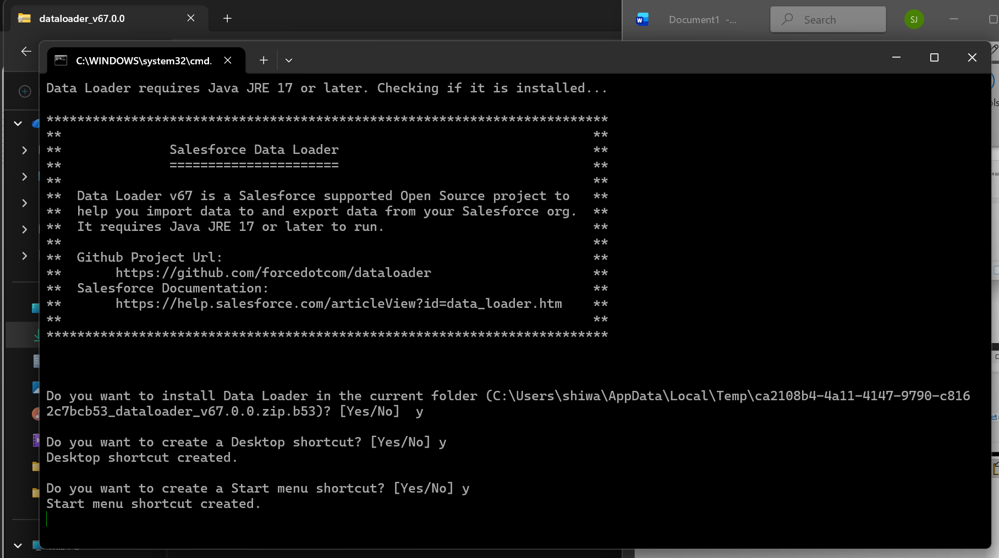 dataloader_v67.0.0
Document1 -...
Search
SJ
C:\WINDOWS\system32\cmd.
Data Loader requires Java JRE 17 or later. Checking if it is installed...
*************************************************************************
** **
** Salesforce Data Loader **
** ====================== **
** **
** Data Loader v67 is a Salesforce supported Open Source project to **
** help you import data to and export data from your Salesforce org. **
** It requires Java JRE 17 or later to run. **
** **
** Github Project Url: **
** https://github.com/forcedotcom/dataloader **
** Salesforce Documentation: **
** https://help.salesforce.com/articleView?id=data_loader.htm **
** **
*************************************************************************
Do you want to install Data Loader in the current folder (C:\Users\shiwa\AppData\Local\Temp\ca2108b4-4a11-4147-9790-c816
2c7bcb53_dataloader_v67.0.0.zip.b53)? [Yes/No] y
Do you want to create a Desktop shortcut? [Yes/No] y
Desktop shortcut created.
Do you want to create a Start menu shortcut? [Yes/No] y
Start menu shortcut created.